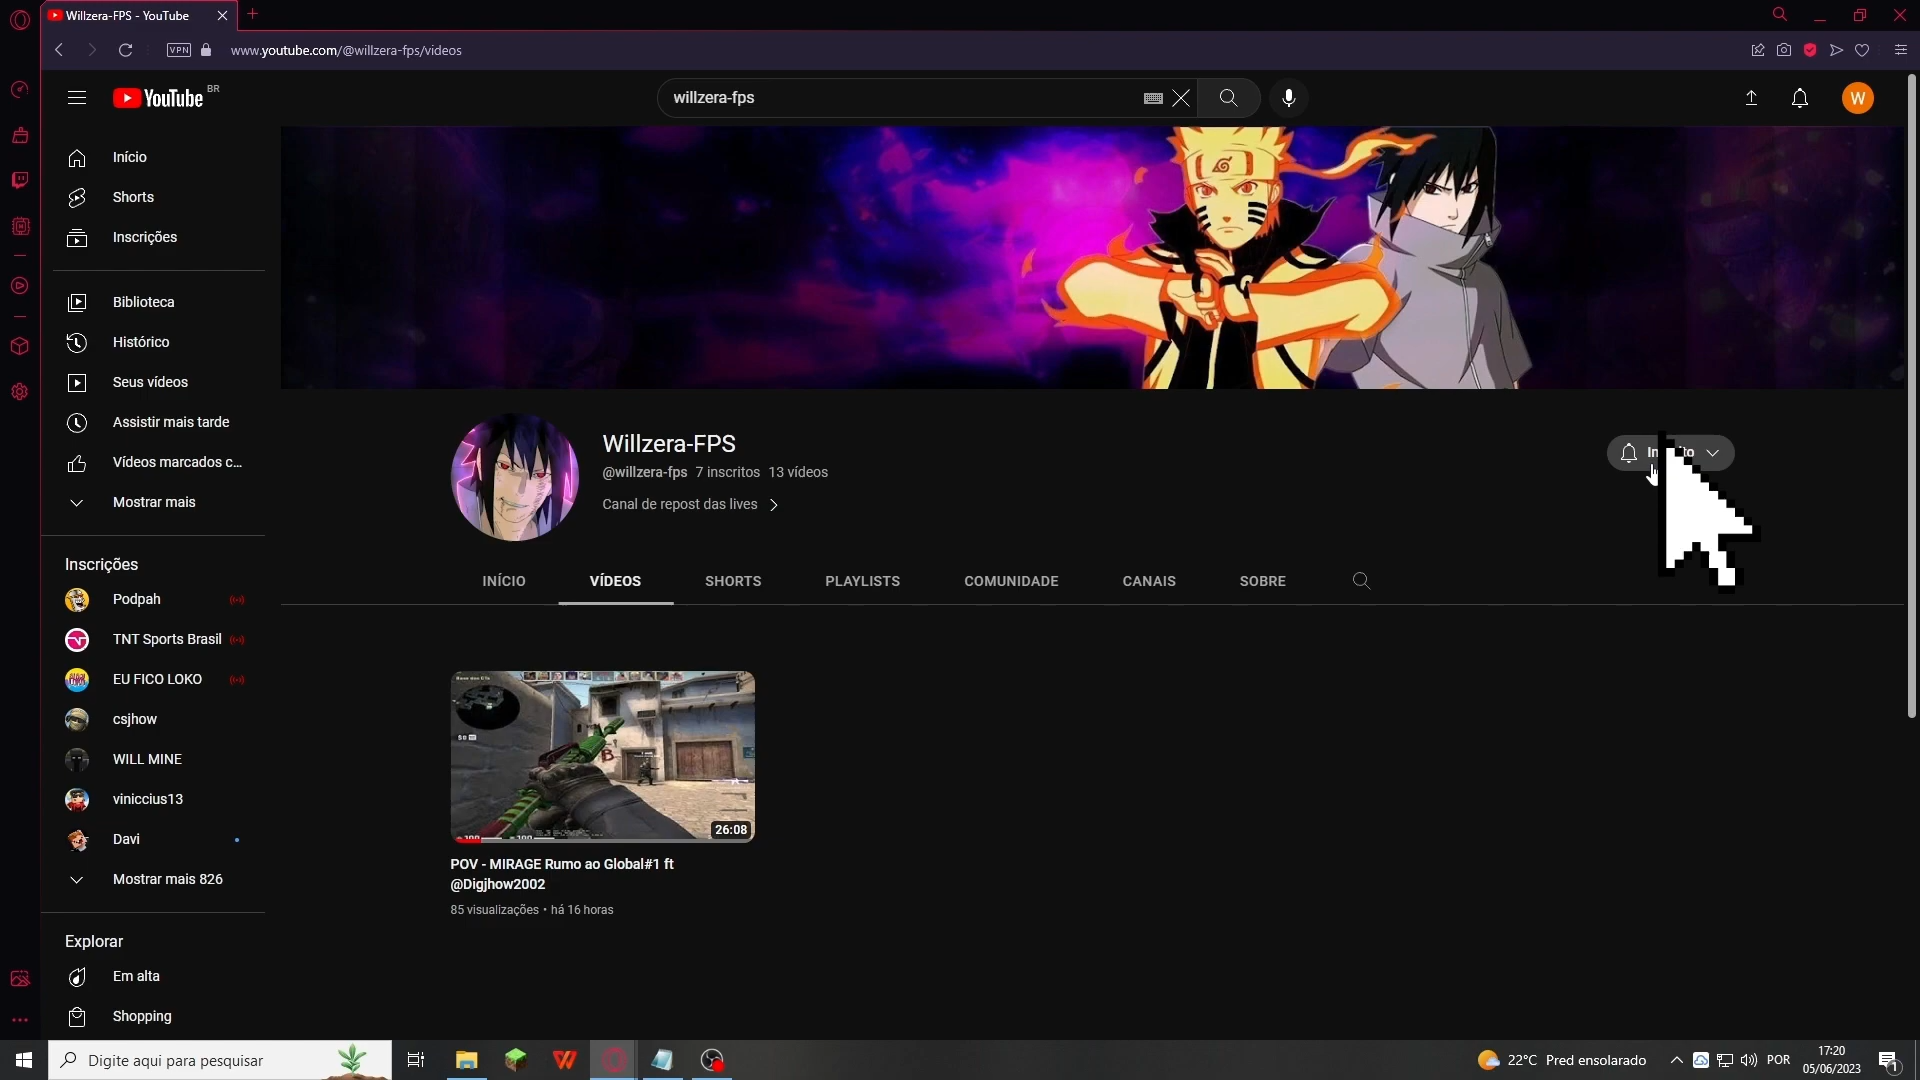 Willzera-FPS - YouTube
VPN
www.youtube.com/@willzera-fps/videos
YouTube BR
willzera-fps
W
Início
Shorts
Inscrições
Biblioteca
Histórico
Seus vídeos
Assistir mais tarde
Vídeos marcados c...
Mostrar mais
Inscrições
Podpah
TNT Sports Brasil
EU FICO LOKO
csjhow
WILL MINE
viniccius13
Davi
Mostrar mais 826
Explorar
Em alta
Shopping
Willzera-FPS
@willzera-fps 7 inscritos 13 vídeos
Canal de repost das lives
INÍCIO
VÍDEOS
SHORTS
PLAYLISTS
COMUNIDADE
CANAIS
SOBRE
26:08
POV - MIRAGE Rumo ao Global#1 ft
@Digjhow2002
85 visualizações • há 16 horas
Digite aqui para pesquisar
22°C Pred ensolarado
POR
17:20
05/06/2023
1